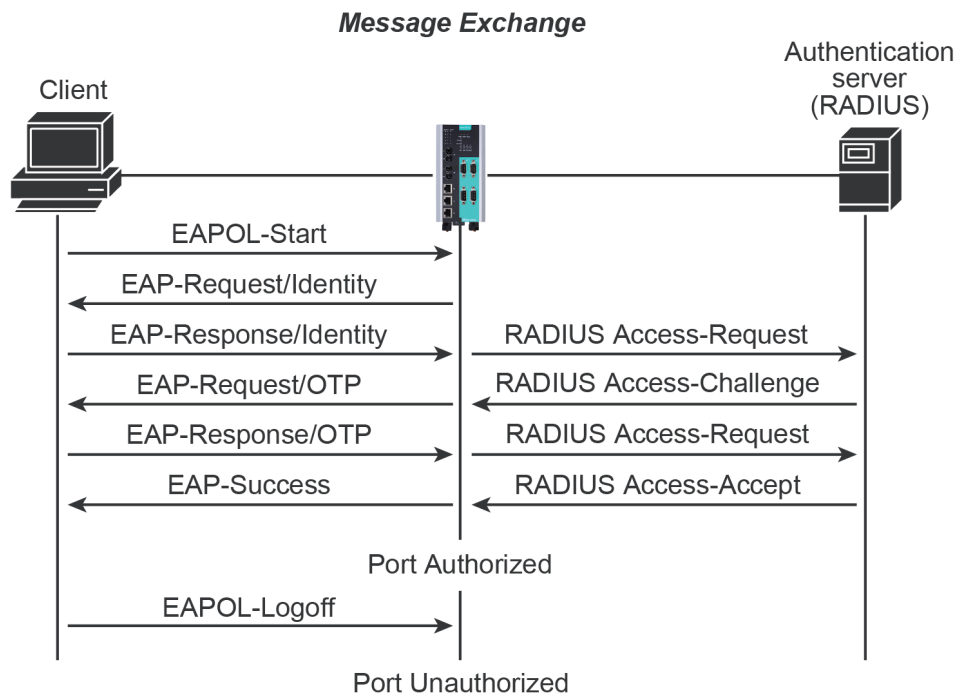 Message Exchange
Authentication
server
(RADIUS)
Client
EAPOL-Start
EAP-Request/Identity
EAP-Response/Identity
RADIUS Access-Request
EAP-Request/OTP
RADIUS Access-Challenge
EAP-Response/OTP
RADIUS Access-Request
EAP-Success
RADIUS Access-Accept
Port Authorized
EAPOL-Logoff
Port Unauthorized